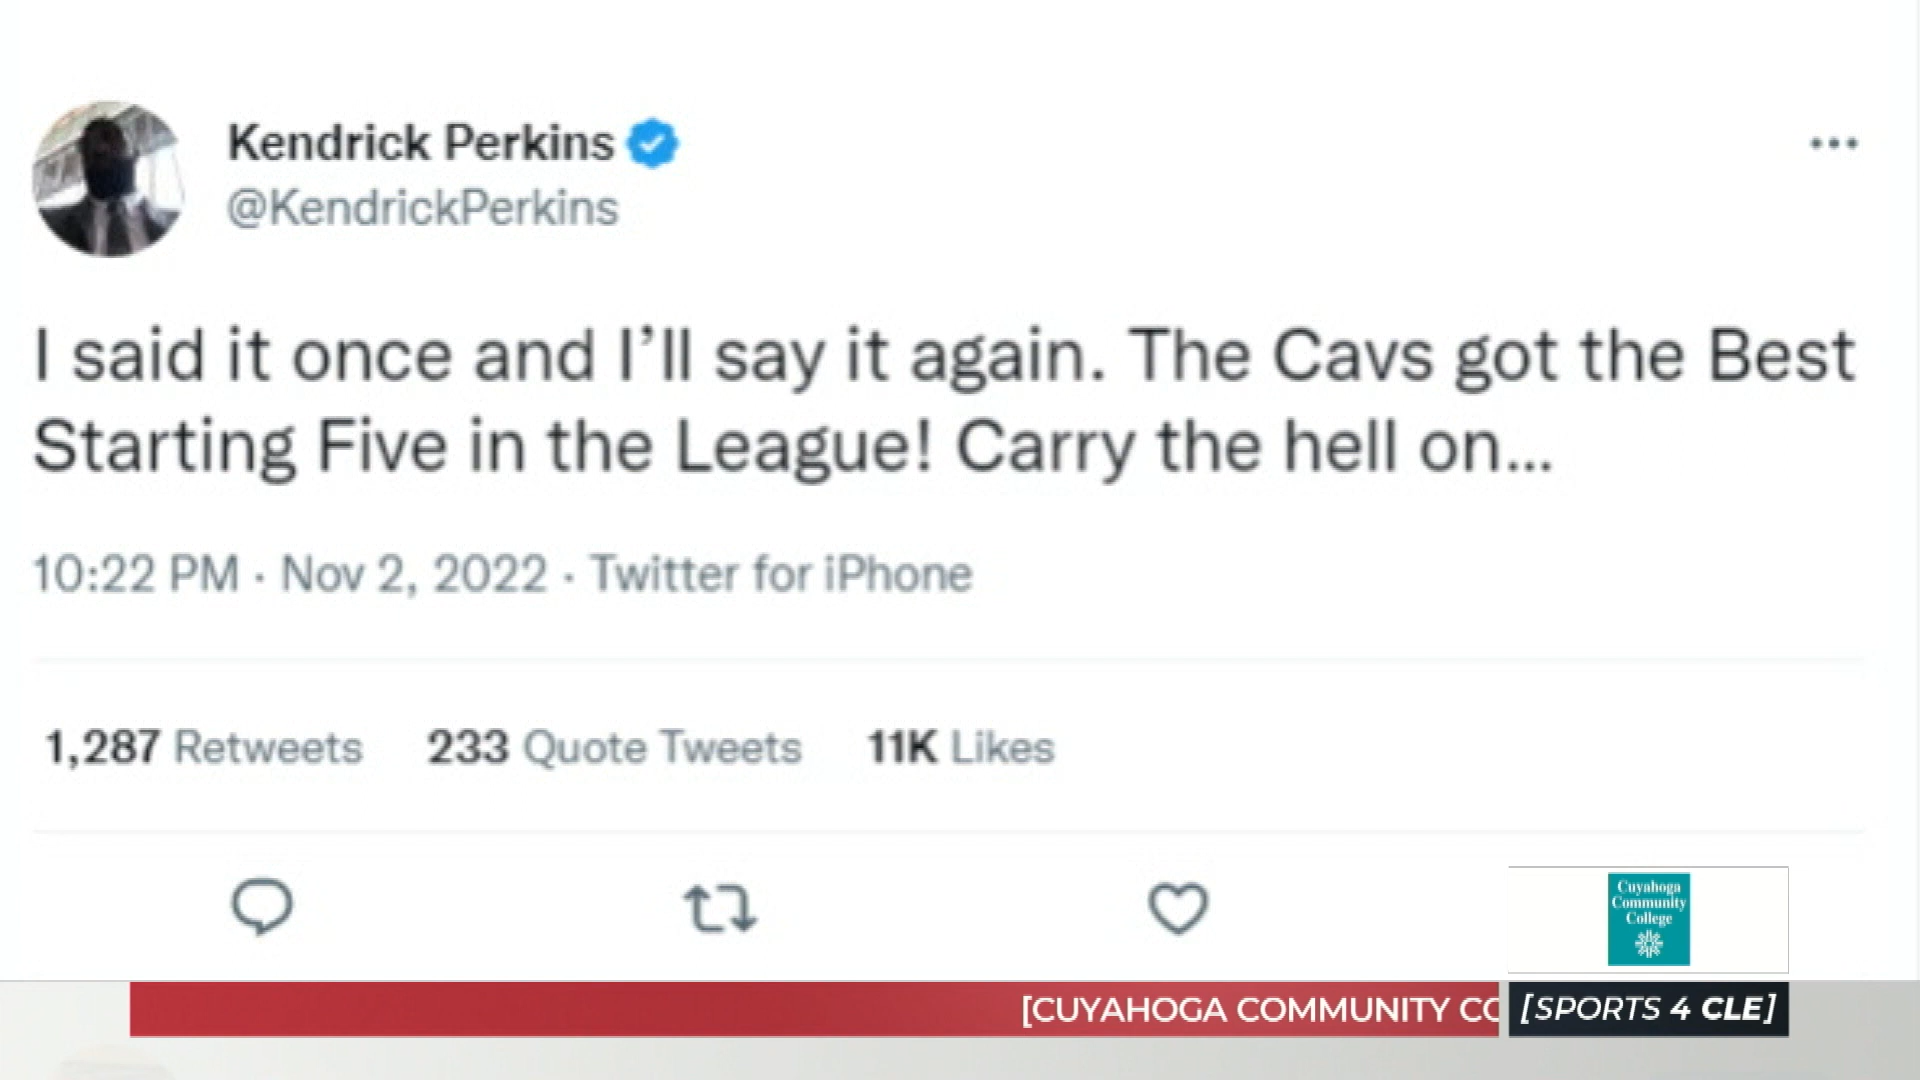 Kendrick Perkins
@KendrickPerkins
I said it once and I’ll say it again. The Cavs got the Best
Starting Five in the League! Carry the hell on...
10:22 PM · Nov 2, 2022 · Twitter for iPhone
1,287 Retweets 233 Quote Tweets 11K Likes
Cuyahoga
Community
College
[CUYAHOGA COMMUNITY CO
[SPORTS 4 CLE]